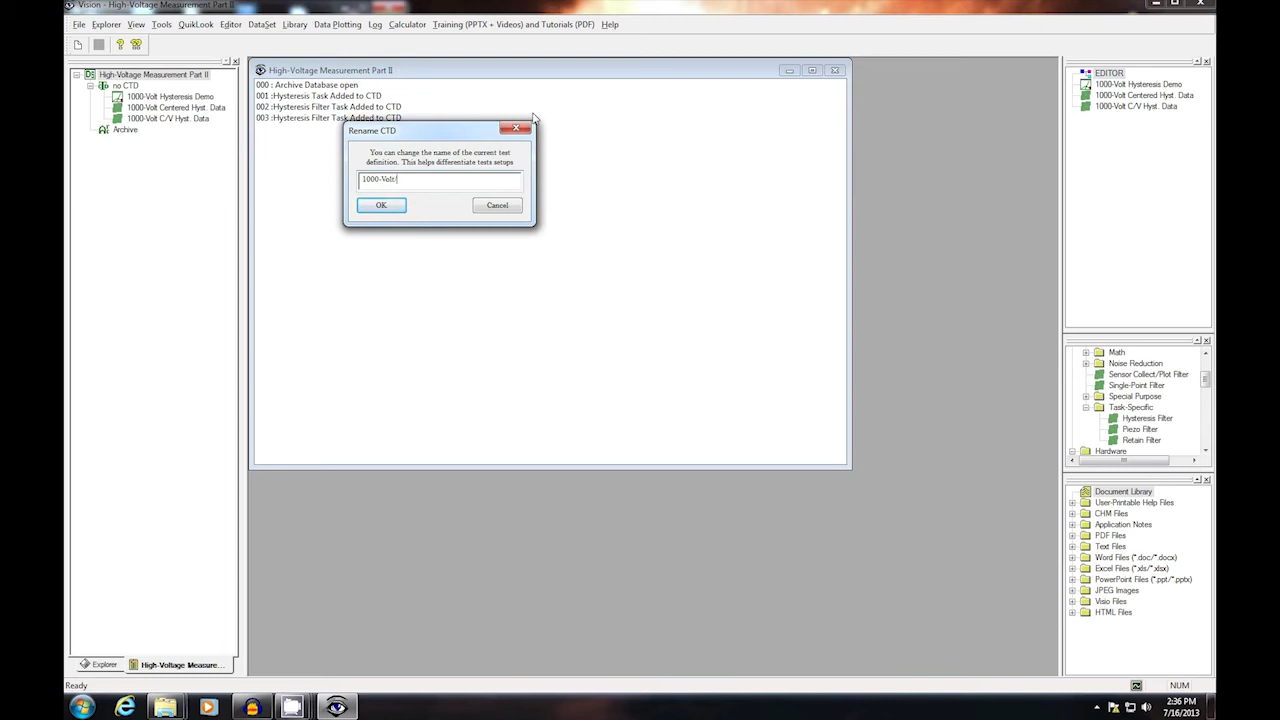 Vision - High-Voltage Measurement Part II
File Explorer View Tools QuikLook Editor DataSet Library Data Plotting Log Calculator Training (PPTX + Videos) and Tutorials (PDF) Help
High-Voltage Measurement Part II
no CTD
1000-Volt Hysteresis Demo
1000-Volt Centered Hyst. Data
1000-Volt C/V Hyst. Data
Archive
Explorer
High-Voltage Measure...
High-Voltage Measurement Part II
000 : Archive Database open
001 :Hysteresis Task Added to CTD
002 :Hysteresis Filter Task Added to CTD
003 :Hysteresis Filter Task Added to CTD
Rename CTD
You can change the name of the current test
definition. This helps differentiate tests setups
1000-Volt/
OK
Cancel
EDITOR
1000-Volt Hysteresis Demo
1000-Volt Centered Hyst. Data
1000-Volt C/V Hyst. Data
Math
Noise Reduction
Sensor Collect/Plot Filter
Single-Point Filter
Special Purpose
Task-Specific
Hysteresis Filter
Piezo Filter
Retain Filter
Hardware
Document Library
User-Printable Help Files
CHM Files
Application Notes
PDF Files
Text Files
Word Files (*.doc/*.docx)
Excel Files (*.xls/*.xlsx)
PowerPoint Files (*.ppt/*.pptx)
JPEG Images
Visio Files
HTML Files
Ready
NUM
2:36 PM
7/16/2013